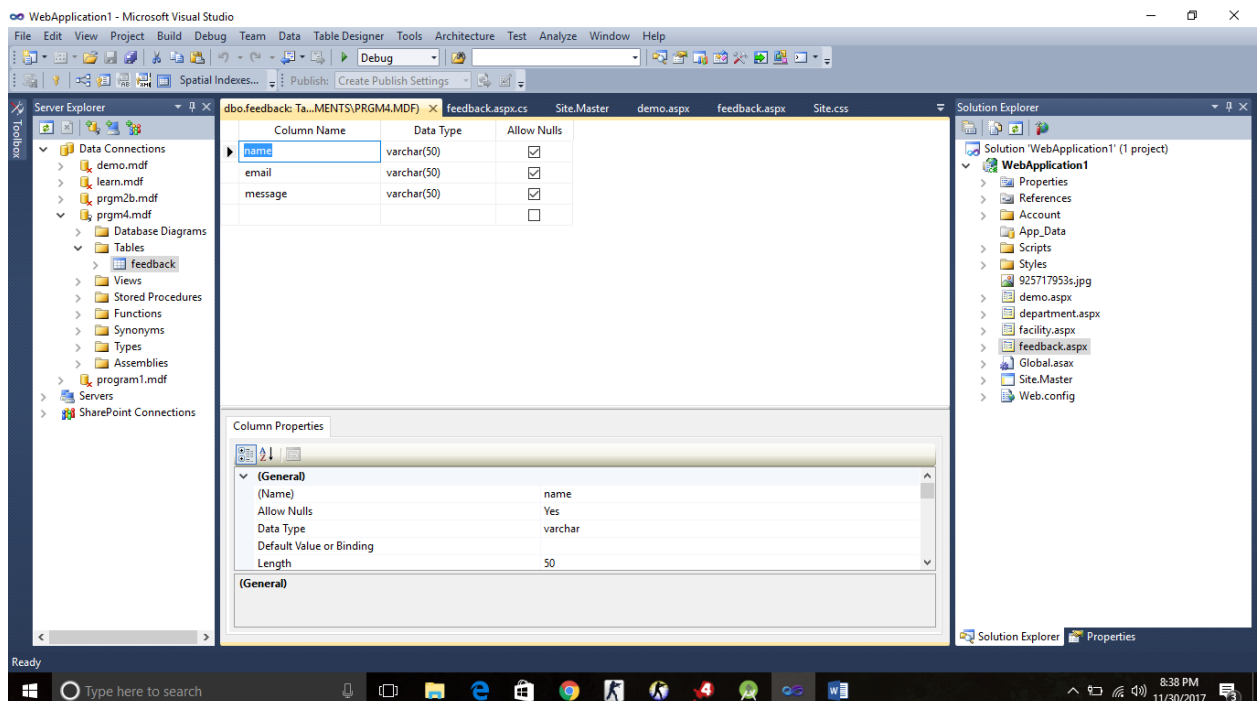 WebApplication1 - Microsoft Visual Studio
File Edit View Project Build Debug Team Data Table Designer Tools Architecture Test Analyze Window Help
Debug
Spatial Indexes... Publish: Create Publish Settings
Toolbox
Server Explorer
Data Connections
demo.mdf
learn.mdf
prgm2b.mdf
prgm4.mdf
Database Diagrams
Tables
feedback
Views
Stored Procedures
Functions
Synonyms
Types
Assemblies
program1.mdf
Servers
SharePoint Connections
dbo.feedback: Ta...MENTS\PRGM4.MDF) feedback.aspx.cs Site.Master demo.aspx feedback.aspx Site.css
Column Name Data Type Allow Nulls
name varchar(50)
email varchar(50)
message varchar(50)
Column Properties
(General)
(Name) name
Allow Nulls Yes
Data Type varchar
Default Value or Binding
Length 50
(General)
Solution Explorer
Solution 'WebApplication1' (1 project)
WebApplication1
Properties
References
Account
App_Data
Scripts
Styles
925717953s.jpg
demo.aspx
department.aspx
facility.aspx
feedback.aspx
Global.asax
Site.Master
Web.config
Solution Explorer Properties
Ready
Type here to search
8:38 PM
11/30/2017